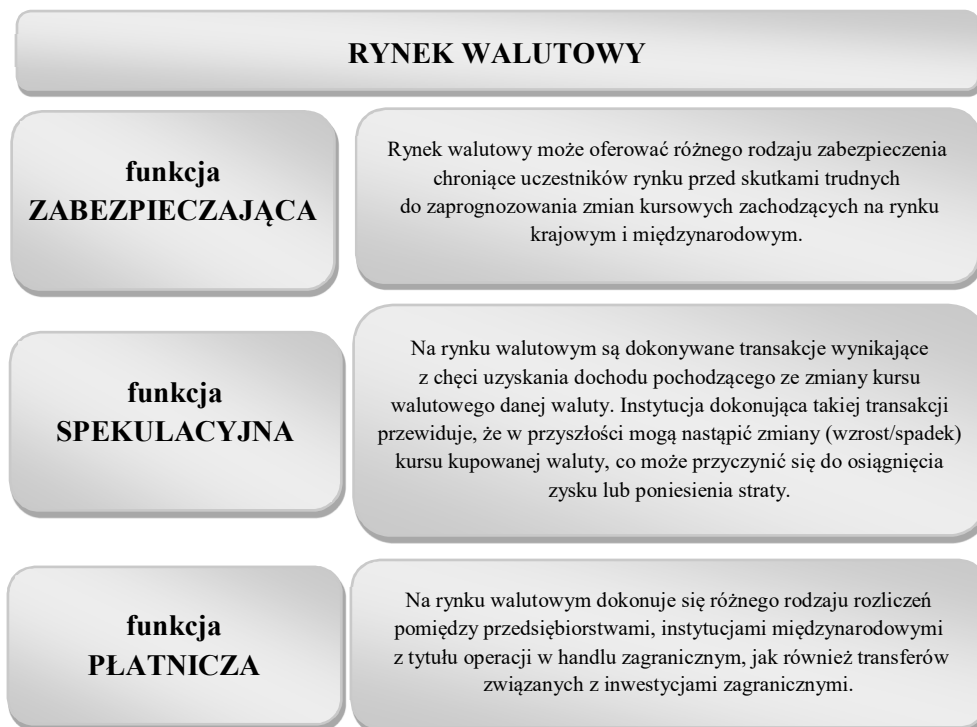 RYNEK WALUTOWY
funkcja
ZABEZPIECZAJĄCA
Rynek walutowy może oferować różnego rodzaju zabezpieczenia
chroniące uczestników rynku przed skutkami trudnych
do zaprognozowania zmian kursowych zachodzących na rynku
krajowym i międzynarodowym.
funkcja
SPEKULACYJNA
Na rynku walutowym są dokonywane transakcje wynikające
z chęci uzyskania dochodu pochodzącego ze zmiany kursu
walutowego danej waluty. Instytucja dokonująca takiej transakcji
przewiduje, że w przyszłości mogą nastąpić zmiany (wzrost/spadek)
kursu kupowanej waluty, co może przyczynić się do osiągnięcia
zysku lub poniesienia straty.
funkcja
PŁATNICZA
Na rynku walutowym dokonuje się różnego rodzaju rozliczeń
pomiędzy przedsiębiorstwami, instytucjami międzynarodowymi
z tytułu operacji w handlu zagranicznym, jak również transferów
związanych z inwestycjami zagranicznymi.